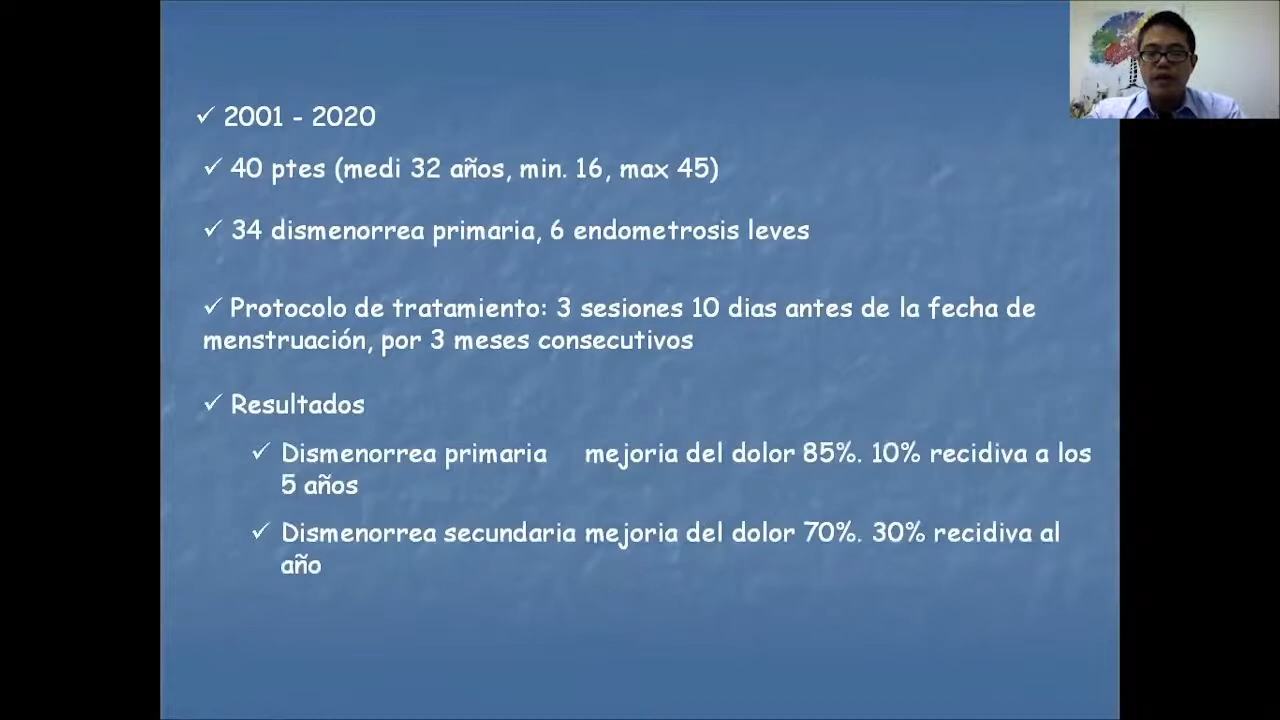 ✓ 2001 - 2020
✓ 40 ptes (medi 32 años, min. 16, max 45)
✓ 34 dismenorrea primaria, 6 endometrosis leves
✓ Protocolo de tratamiento: 3 sesiones 10 dias antes de la fecha de
menstruación, por 3 meses consecutivos
✓ Resultados
✓ Dismenorrea primaria mejoria del dolor 85%. 10% recidiva a los
5 años
✓ Dismenorrea secundaria mejoria del dolor 70%. 30% recidiva al
año